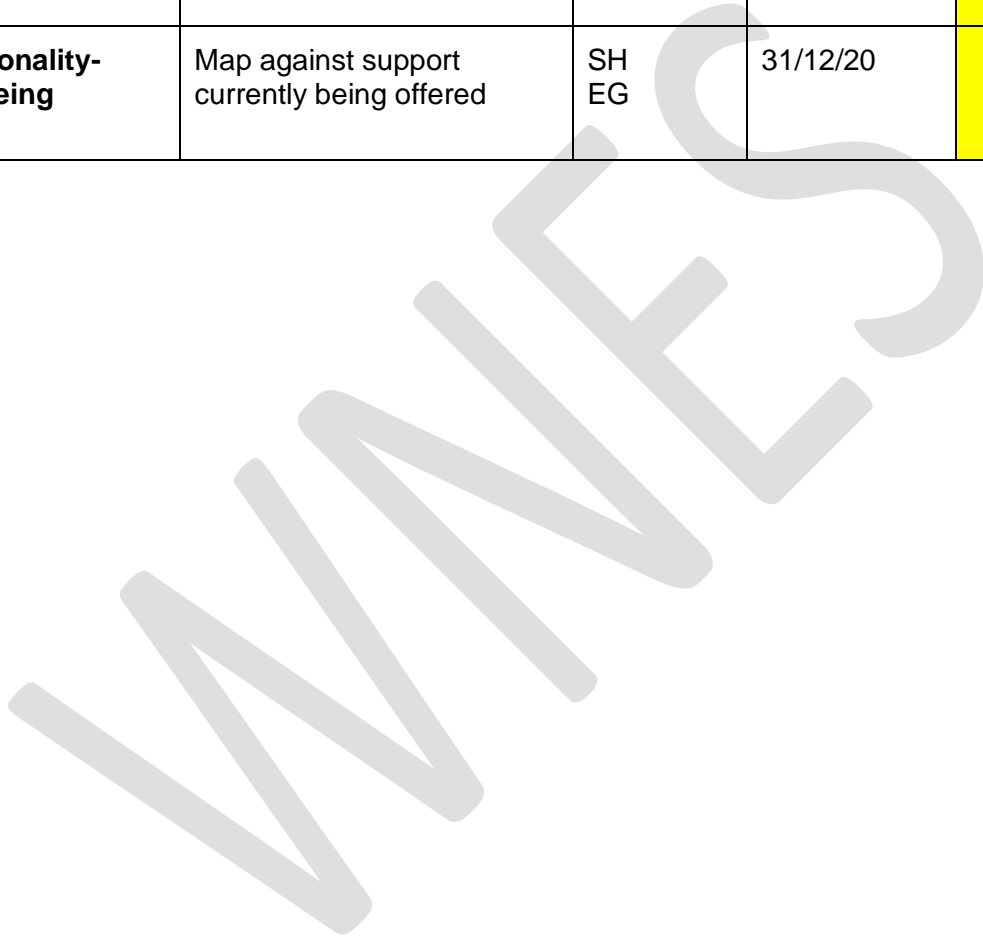 onality- Map against support SH 31/12/20
eing currently being offered EG
WNES